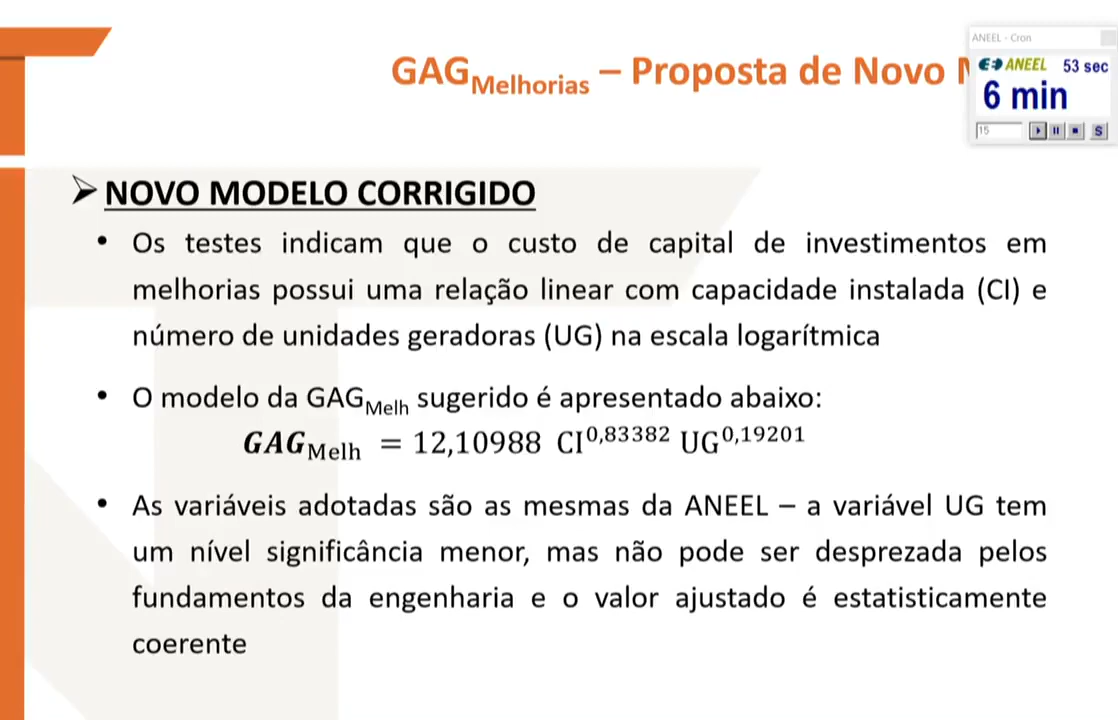 GAGMelhorias – Proposta de Novo
ANEEL - Cron
ANEEL 53 sec
6 min
15
S
NOVO MODELO CORRIGIDO
• Os testes indicam que o custo de capital de investimentos em
melhorias possui uma relação linear com capacidade instalada (CI) e
número de unidades geradoras (UG) na escala logarítmica
• O modelo da GAGMelh sugerido é apresentado abaixo:
GAGMelh = 12,10988 CI^0,83382 UG^0,19201
• As variáveis adotadas são as mesmas da ANEEL – a variável UG tem
um nível significância menor, mas não pode ser desprezada pelos
fundamentos da engenharia e o valor ajustado é estatisticamente
coerente